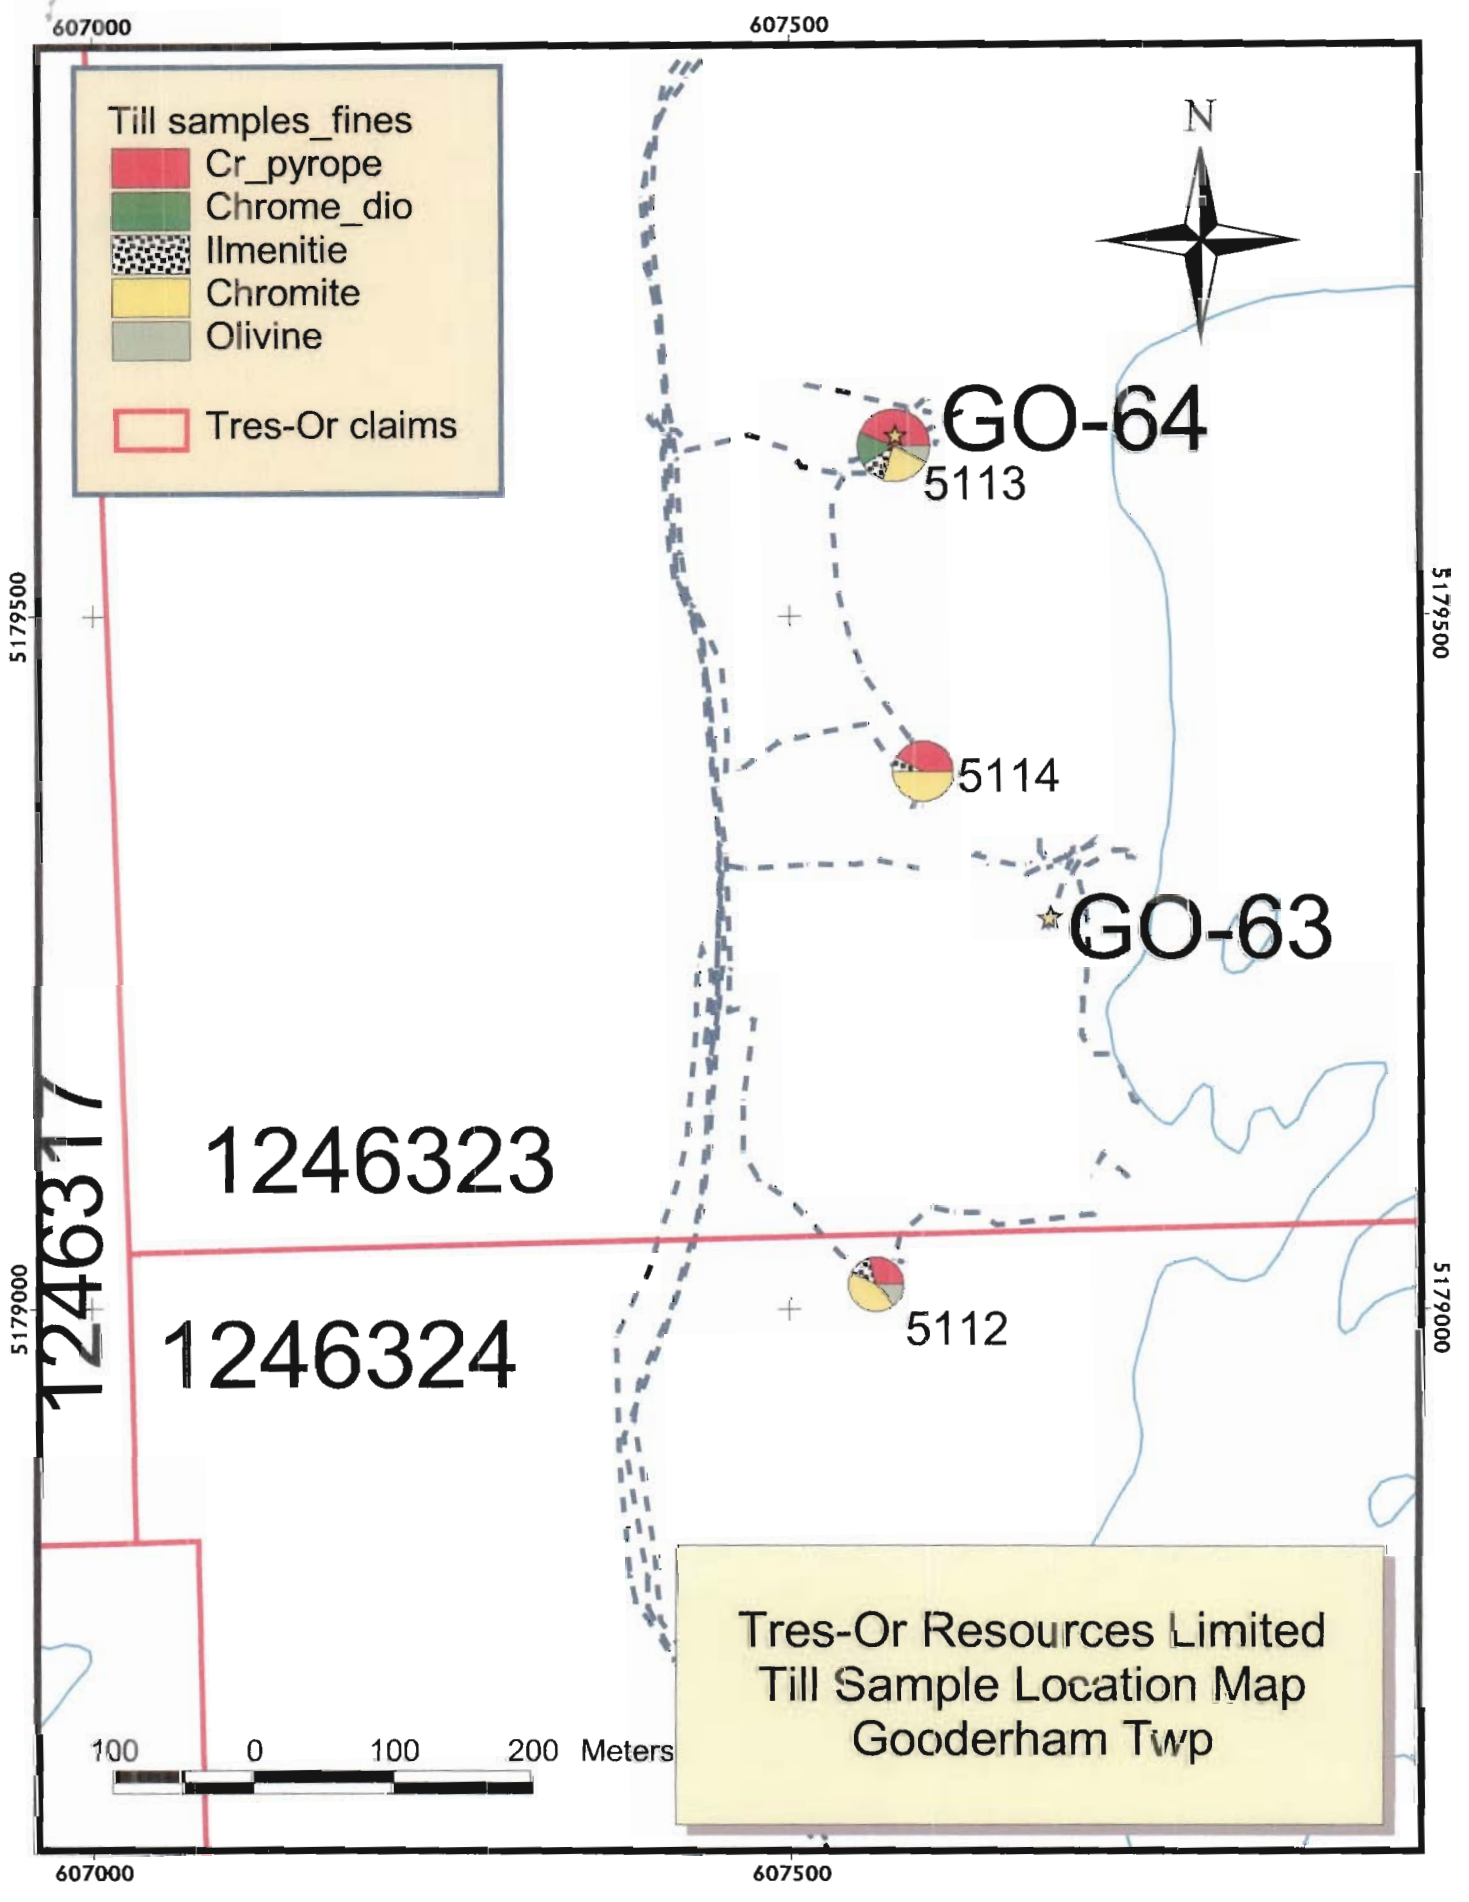 607000
607500
Till samples_fines
Cr_pyrope
Chrome_dio
Ilmenitie
Chromite
Olivine
Tres-Or claims
N
GO-64
5113
5179500
5179500
5114
GO-63
1246317
1246323
5179000
5179000
1246324
5112
Tres-Or Resources Limited
Till Sample Location Map
Gooderham Twp
100 0 100 200 Meters
607000
607500